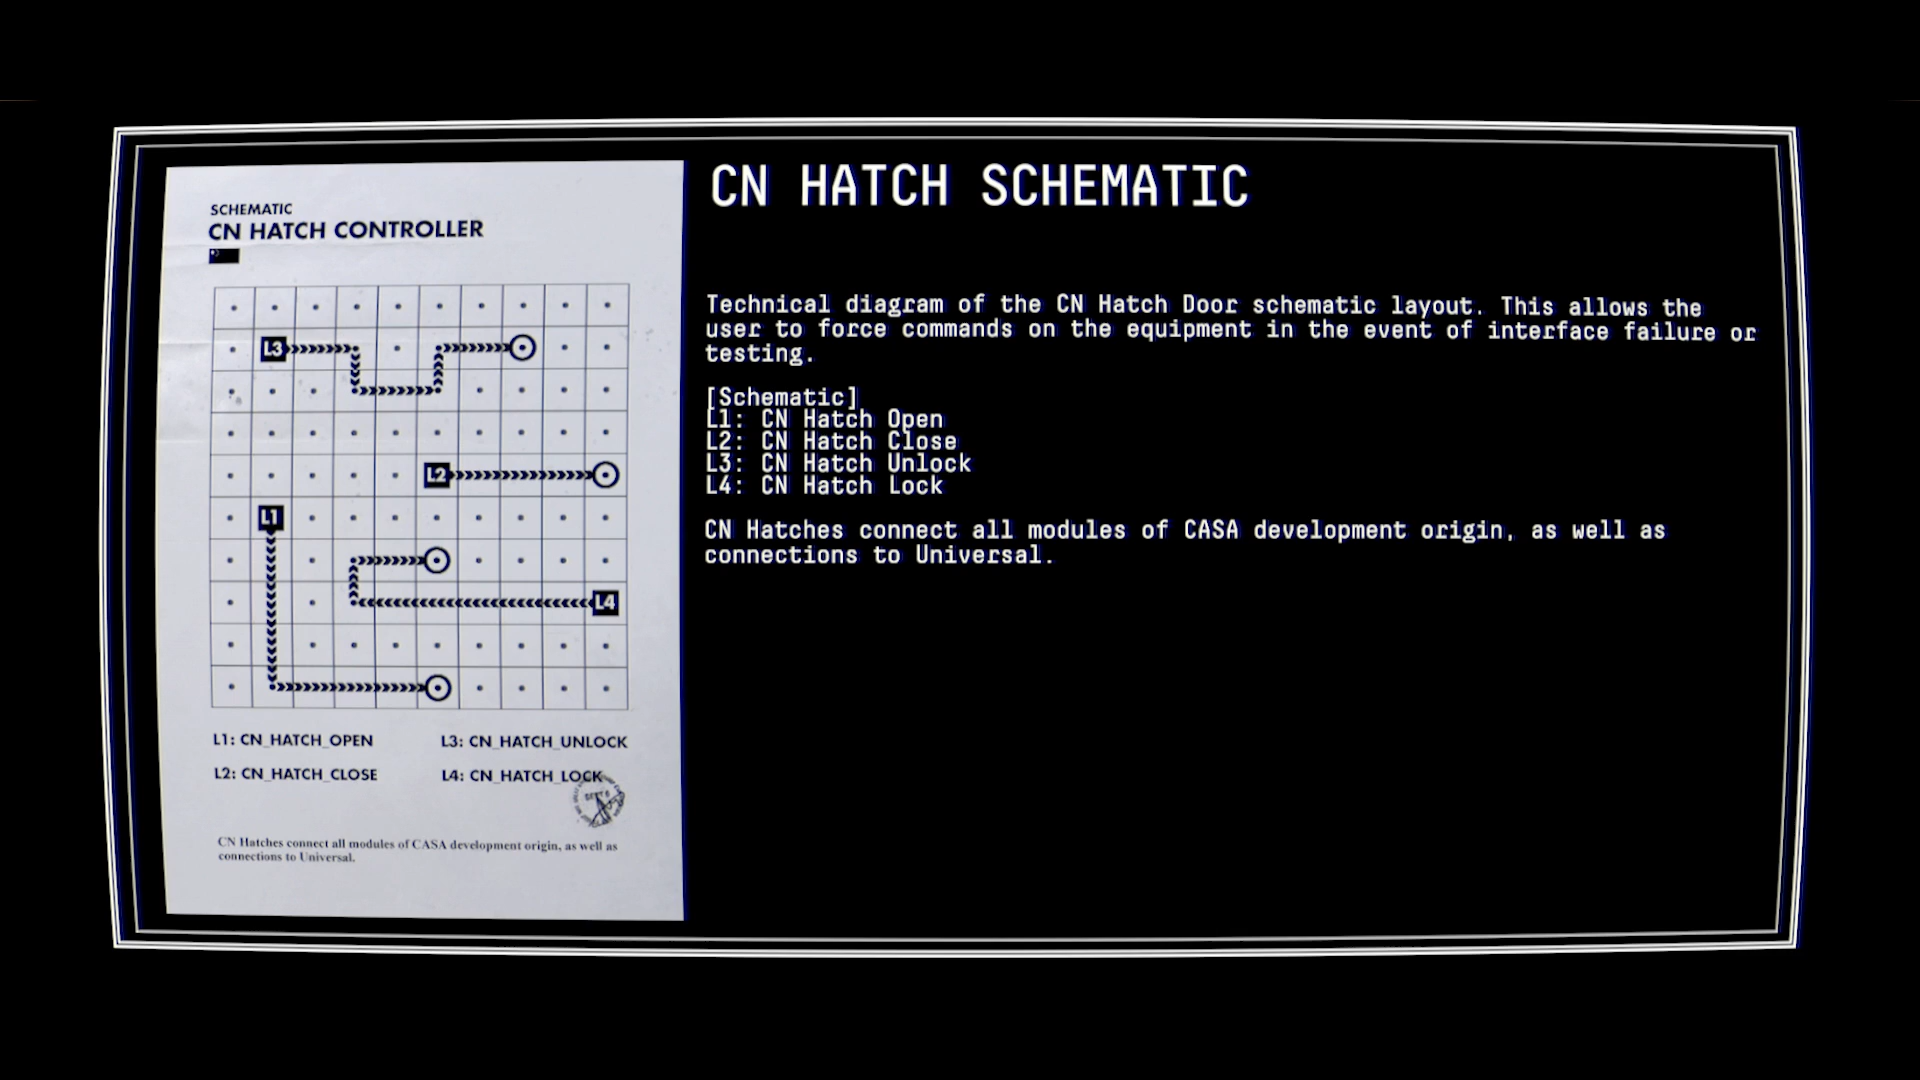 SCHEMATIC
CN HATCH CONTROLLER
L3
L2
L1
L4
L1: CN_HATCH_OPEN
L3: CN_HATCH_UNLOCK
L2: CN_HATCH_CLOSE
L4: CN_HATCH_LOCK
CN Hatches connect all modules of CASA development origin, as well as
connections to Universal.
CN HATCH SCHEMATIC
Technical diagram of the CN Hatch Door schematic layout. This allows the
user to force commands on the equipment in the event of interface failure or
testing.
[Schematic]
L1: CN Hatch Open
L2: CN Hatch Close
L3: CN Hatch Unlock
L4: CN Hatch Lock
CN Hatches connect all modules of CASA development origin, as well as
connections to Universal.